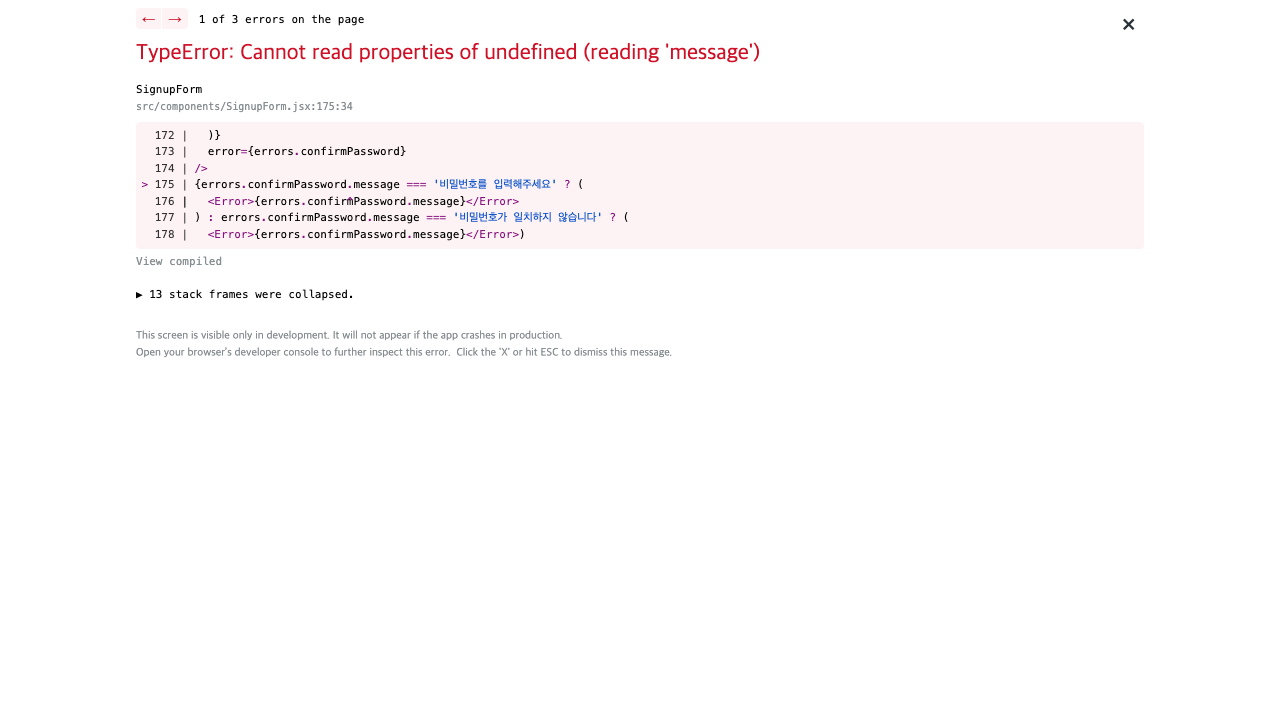 ← → 1 of 3 errors on the page
×
TypeError: Cannot read properties of undefined (reading 'message')
SignupForm
src/components/SignupForm.jsx:175:34
172 | )}
173 | error={errors.confirmPassword}
174 | />
> 175 | {errors.confirmPassword.message === '비밀번호를 입력해주세요' ? (
176 | <Error>{errors.confirmPassword.message}</Error>
177 | ) : errors.confirmPassword.message === '비밀번호가 일치하지 않습니다' ? (
178 | <Error>{errors.confirmPassword.message}</Error>)
View compiled
▶ 13 stack frames were collapsed.
This screen is visible only in development. It will not appear if the app crashes in production.
Open your browser's developer console to further inspect this error. Click the 'X' or hit ESC to dismiss this message.